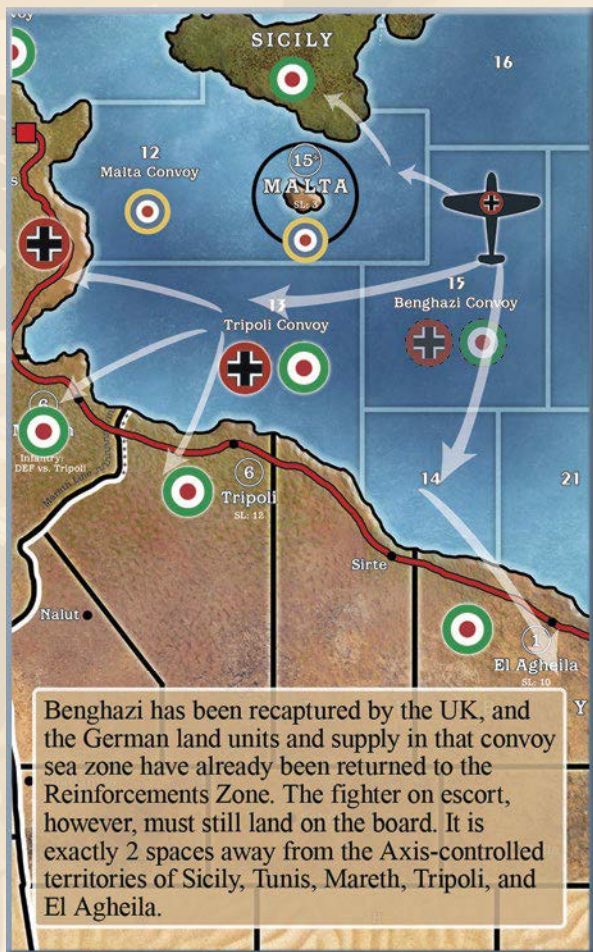 voy
SICILY
16
12
Malta Convoy
15+
MALTA
SL: 3
s
15
Benghazi Convoy
13
Tripoli Convoy
6
Infantry:
DEF vs. Tripoli
Mareth Line
6
Tripoli
SL: 12
14
21
Sirte
Nalut
1
El Agheila
SL: 10
Y
Benghazi has been recaptured by the UK, and
the German land units and supply in that convoy
sea zone have already been returned to the
Reinforcements Zone. The fighter on escort,
however, must still land on the board. It is
exactly 2 spaces away from the Axis-controlled
territories of Sicily, Tunis, Mareth, Tripoli, and
El Agheila.